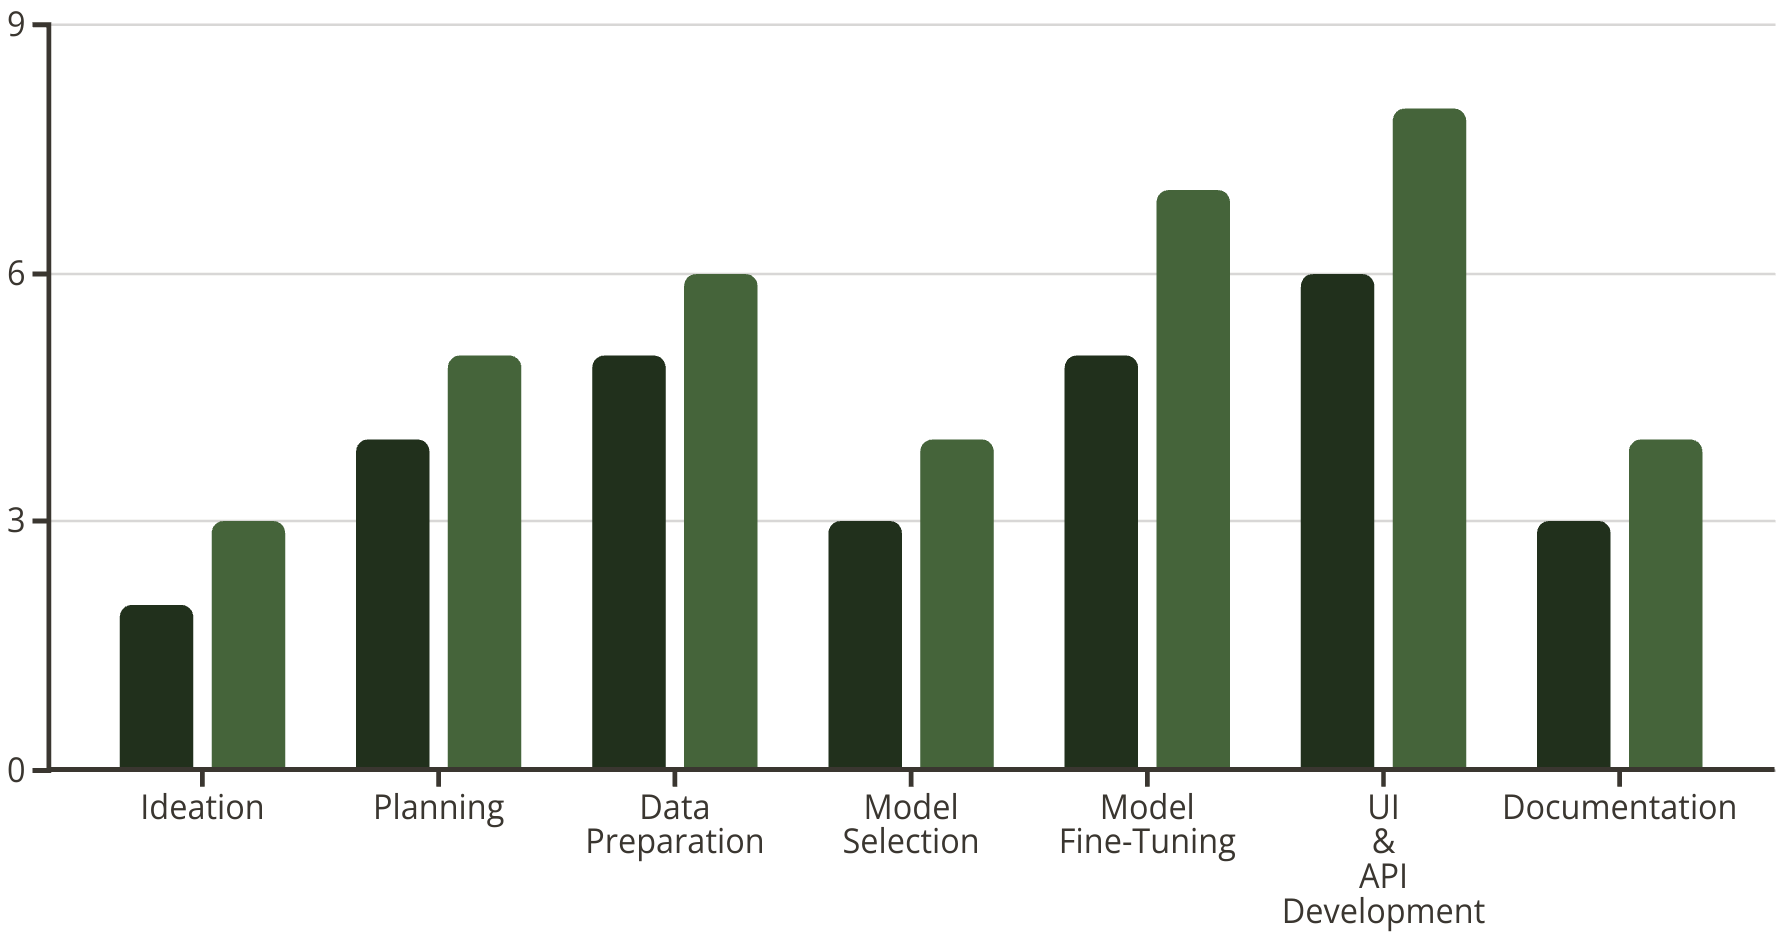 9
6
3
0
Ideation
Planning
Data
Preparation
Model
Selection
Model
Fine-Tuning
UI
&
API
Development
Documentation